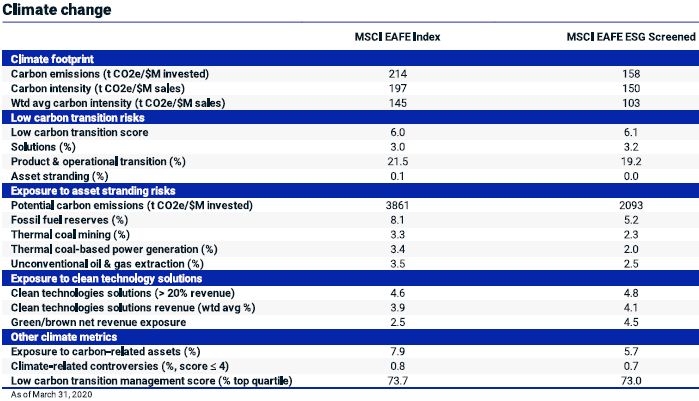 Climate change
MSCI EAFE Index MSCI EAFE ESG Screened
Climate footprint
Carbon emissions (t CO2e/$M invested) 214 158
Carbon intensity (t CO2e/$M sales) 197 150
Wtd avg carbon intensity (t CO2e/$M sales) 145 103
Low carbon transition risks
Low carbon transition score 6.0 6.1
Solutions (%) 3.0 3.2
Product & operational transition (%) 21.5 19.2
Asset stranding (%) 0.1 0.0
Exposure to asset stranding risks
Potential carbon emissions (t CO2e/$M invested) 3861 2093
Fossil fuel reserves (%) 8.1 5.2
Thermal coal mining (%) 3.3 2.3
Thermal coal-based power generation (%) 3.4 2.0
Unconventional oil & gas extraction (%) 3.5 2.5
Exposure to clean technology solutions
Clean technologies solutions (> 20% revenue) 4.6 4.8
Clean technologies solutions revenue (wtd avg %) 3.9 4.1
Green/brown net revenue exposure 2.5 4.5
Other climate metrics
Exposure to carbon-related assets (%) 7.9 5.7
Climate-related controversies (%, score ≤ 4) 0.8 0.7
Low carbon transition management score (% top quartile) 73.7 73.0
As of March 31, 2020